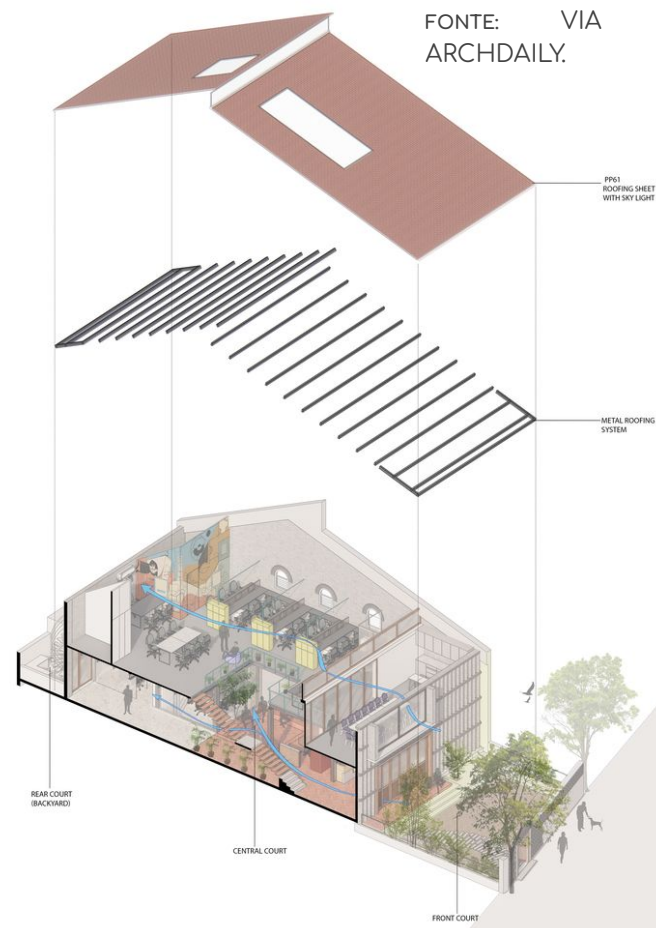 FONTE: VIA
ARCHDAILY.
PP61
ROOFING SHEET
WITH SKY LIGHT
METAL ROOFING
SYSTEM
REAR COURT
(BACKYARD)
CENTRAL COURT
FRONT COURT